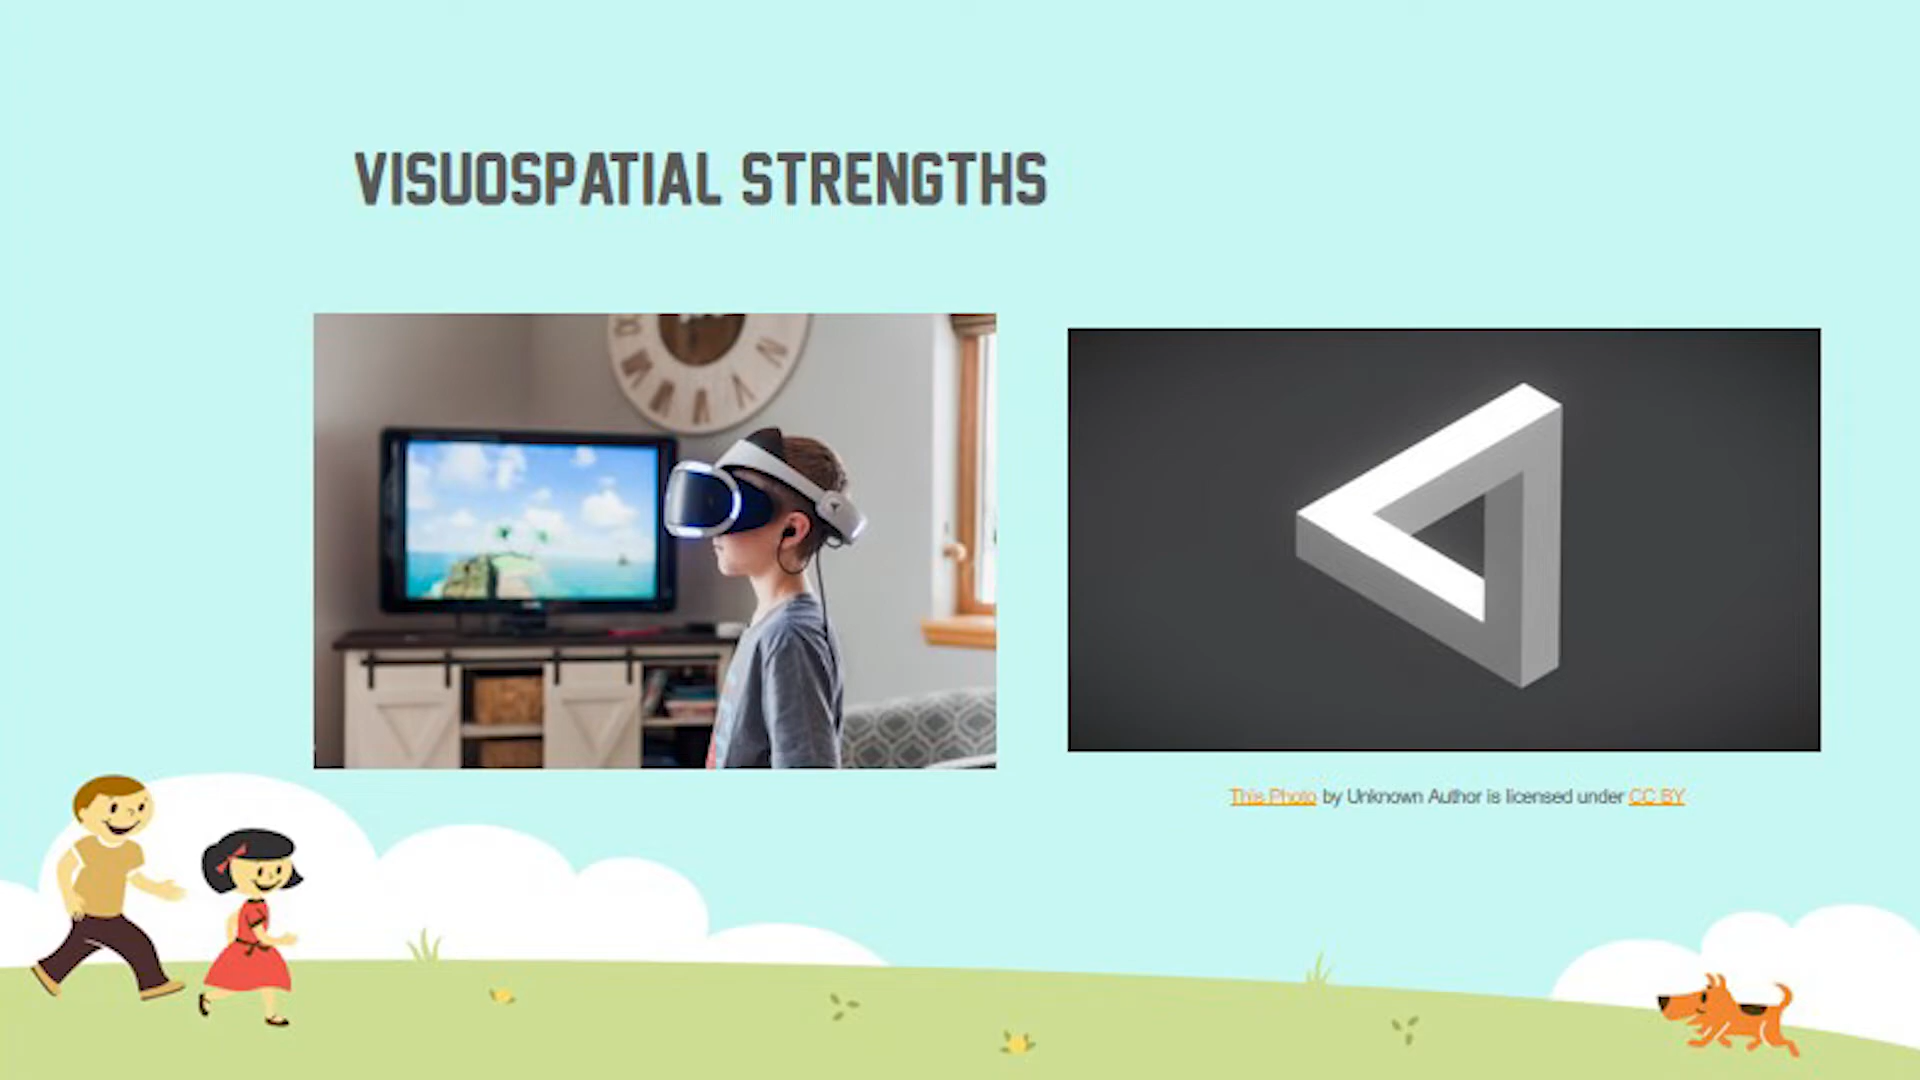 VISUOSPATIAL STRENGTHS
This Photo by Unknown Author is licensed under CC BY